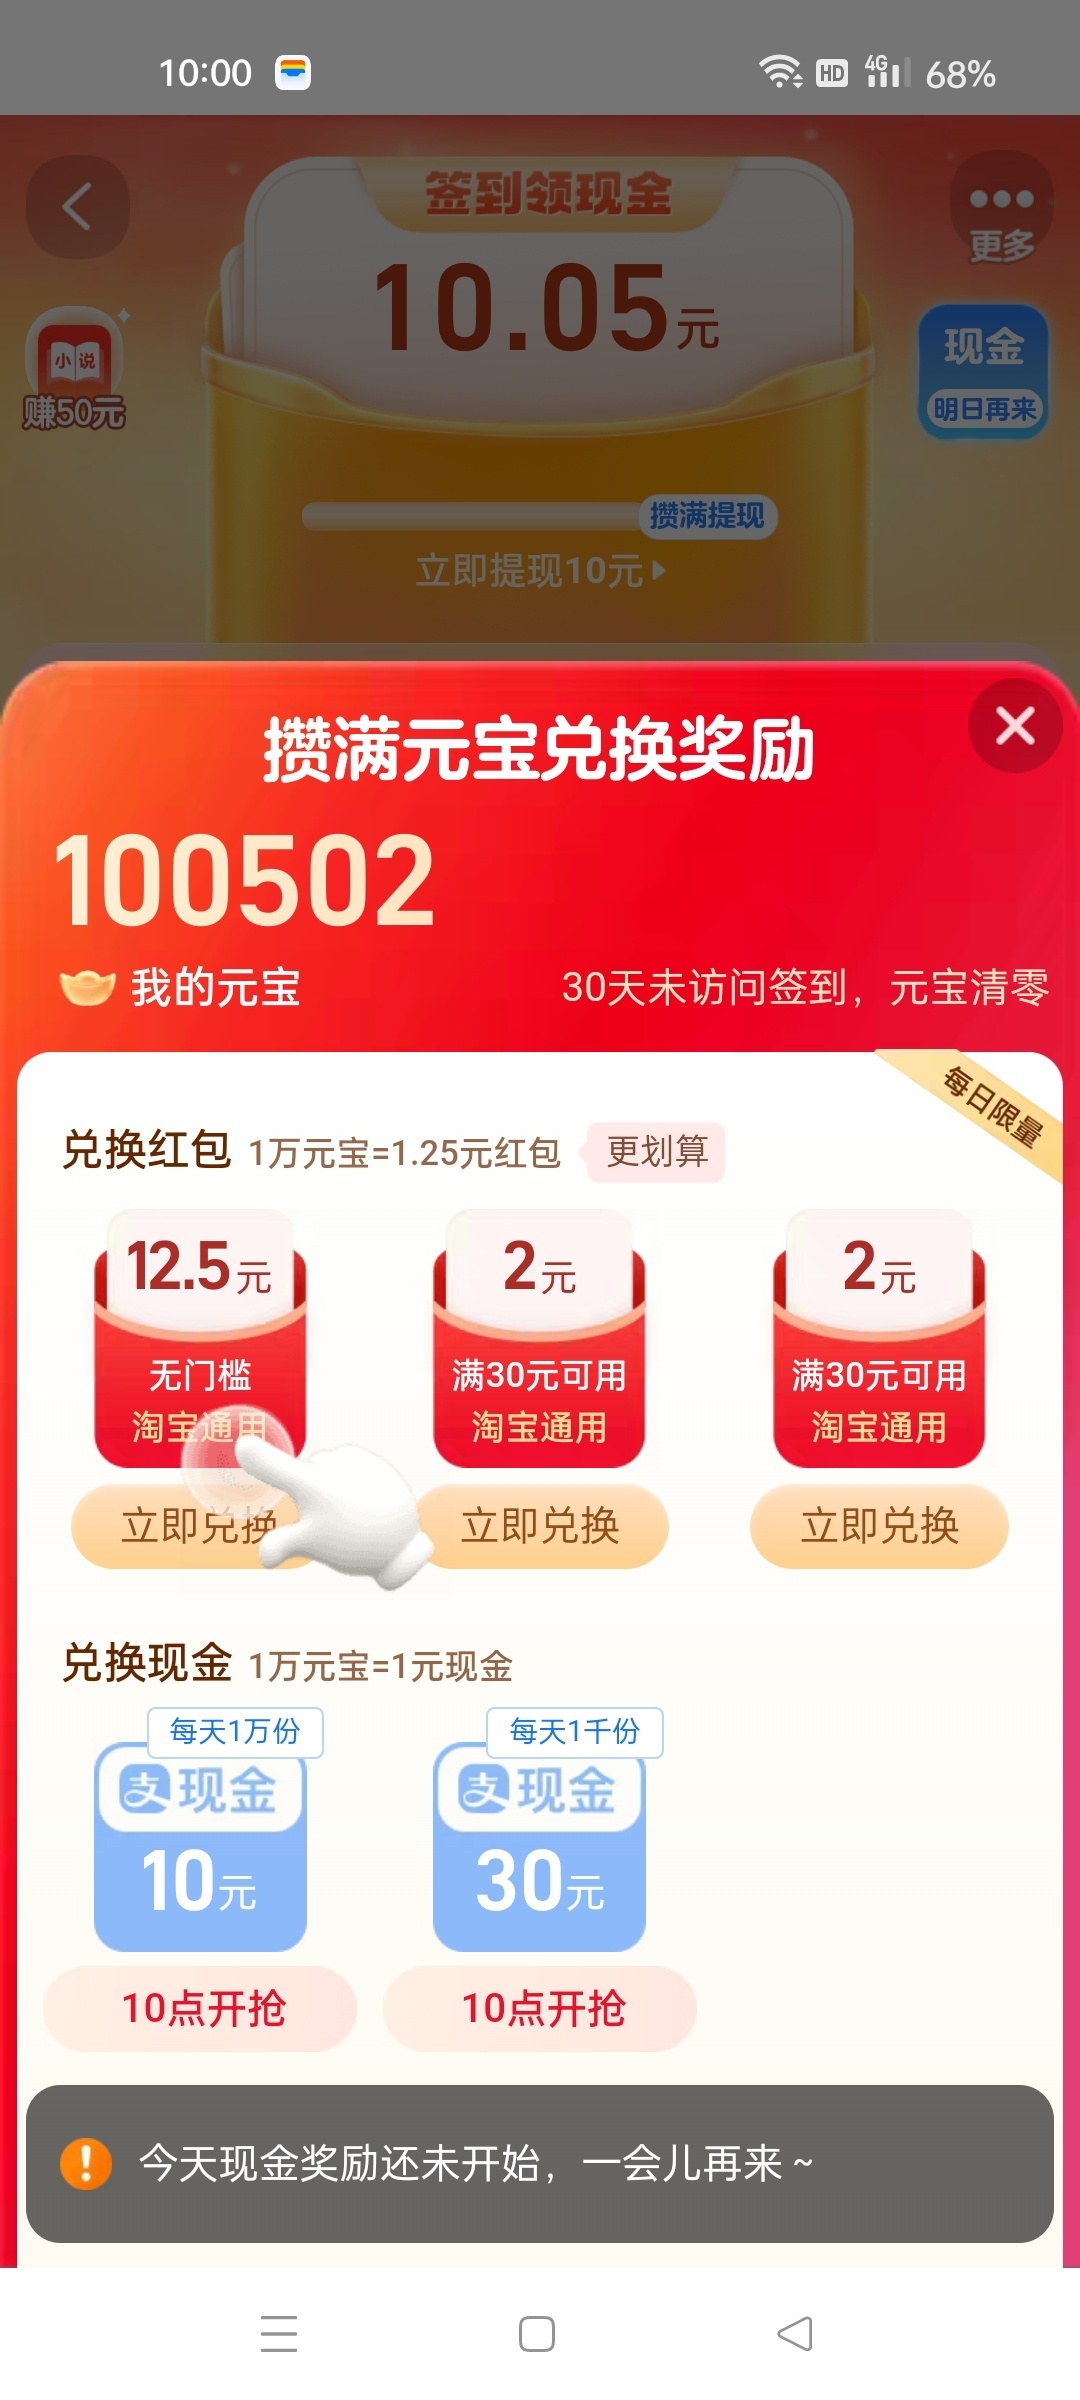 10:00
HD 4G 68%
签到领现金
10.05元
更多
小说
赚50元
现金
明日再来
攒满提现
立即提现10元
攒满元宝兑换奖励
100502
我的元宝 30天未访问签到，元宝清零
每日限量
兑换红包 1万元宝=1.25元红包 更划算
12.5元 2元 2元
无门槛 满30元可用 满30元可用
淘宝通用 淘宝通用 淘宝通用
立即兑换 立即兑换 立即兑换
兑换现金 1万元宝=1元现金
每天1万份 每天1千份
支 现金 支 现金
10元 30元
10点开抢 10点开抢
今天现金奖励还未开始，一会儿再来~